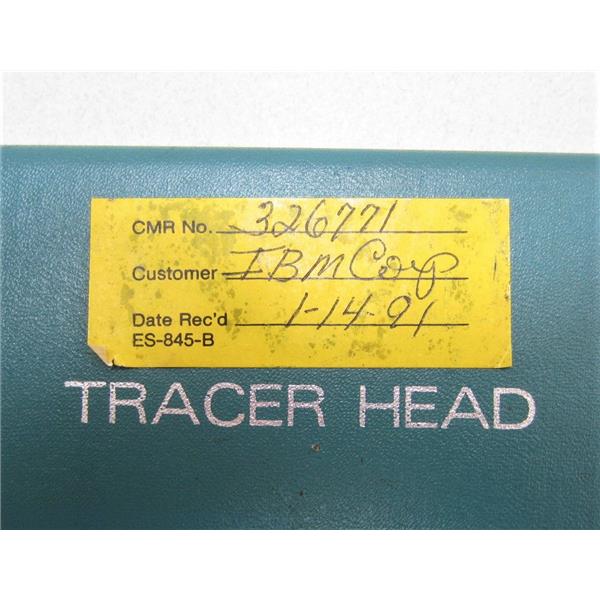 CMR No. 326771
Customer IBM Corp
Date Rec'd 1-14-91
ES-845-B
TRACER HEAD